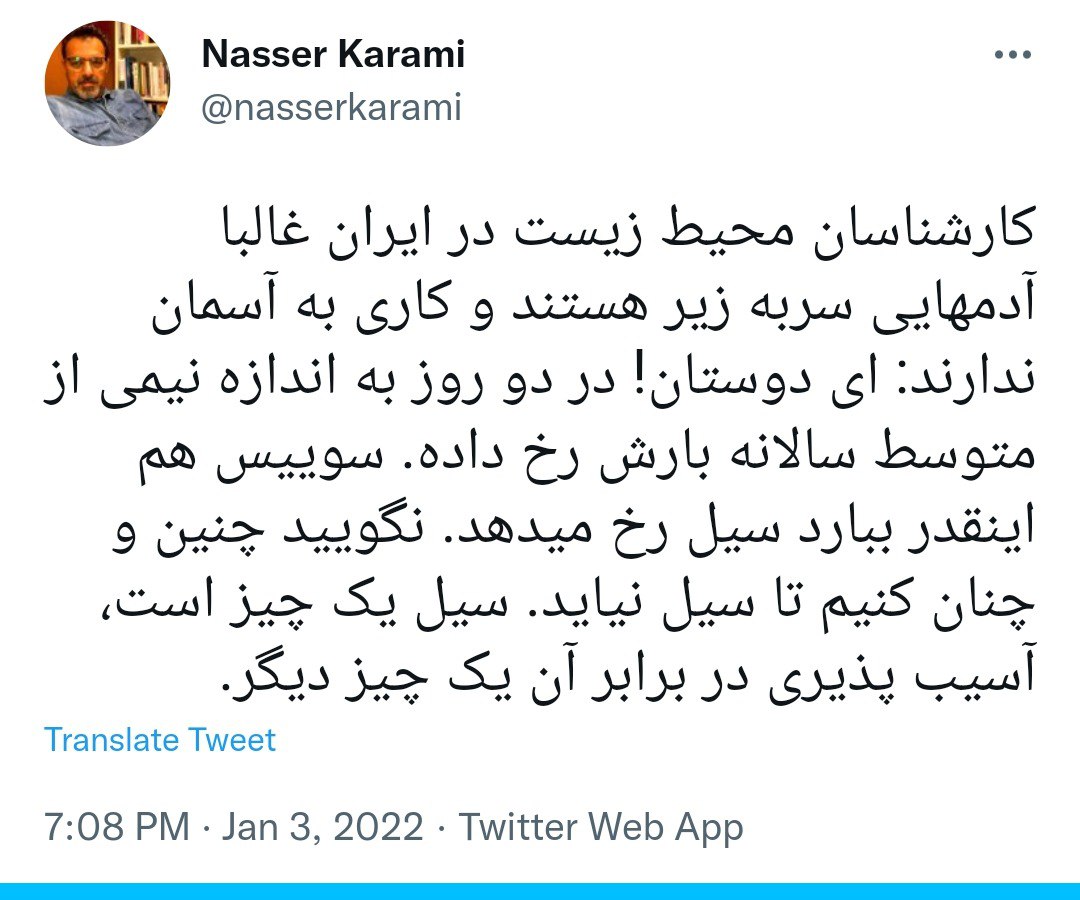 Nasser Karami
@nasserkarami
کارشناسان محیط زیست در ایران غالبا
آدمهایی سربه زیر هستند و کاری به آسمان
ندارند: ای دوستان! در دو روز به اندازه نیمی از
متوسط سالانه بارش رخ داده. سوییس هم
اینقدر ببارد سیل رخ میدهد. نگویید چنین و
چنان کنیم تا سیل نیاید. سیل یک چیز است،
آسیب پذیری در برابر آن یک چیز دیگر.
Translate Tweet
7:08 PM · Jan 3, 2022 · Twitter Web App